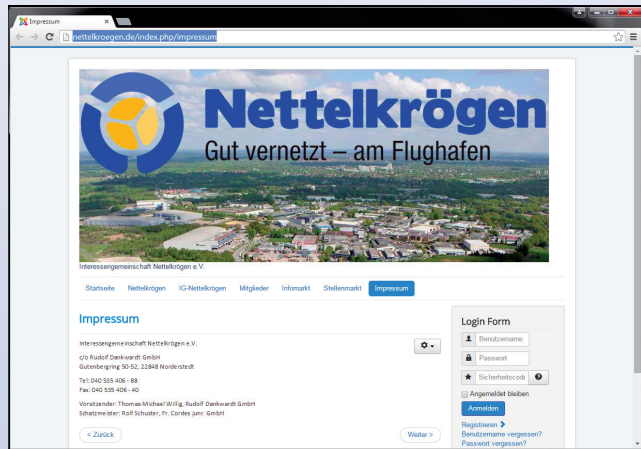 Impressum
nettelkroegen.de/index.php/impressum
Nettelkrögen
Gut vernetzt – am Flughafen
Interessengemeinschaft Nettelkrögen e.V.
Startseite Nettelkrögen IG-Nettelkrögen Mitglieder Infomarkt Stellenmarkt Impressum
Impressum
Interessengemeinschaft Nettelkrögen e.V.
c/o Rudolf Dankwardt GmbH
Gutenbergring 50-52, 22848 Norderstedt
Tel: 040 535 406 - 88
Fax: 040 535 406 - 40
Vorsitzender: Thomas-Michael Willig, Rudolf Dankwardt GmbH
Schatzmeister: Rolf Schuster, Fr. Cordes junr. GmbH
< Zurück
Weiter >
Login Form
Benutzername
Passwort
Sicherheitscode
Angemeldet bleiben
Anmelden
Registrieren
Benutzername vergessen?
Passwort vergessen?